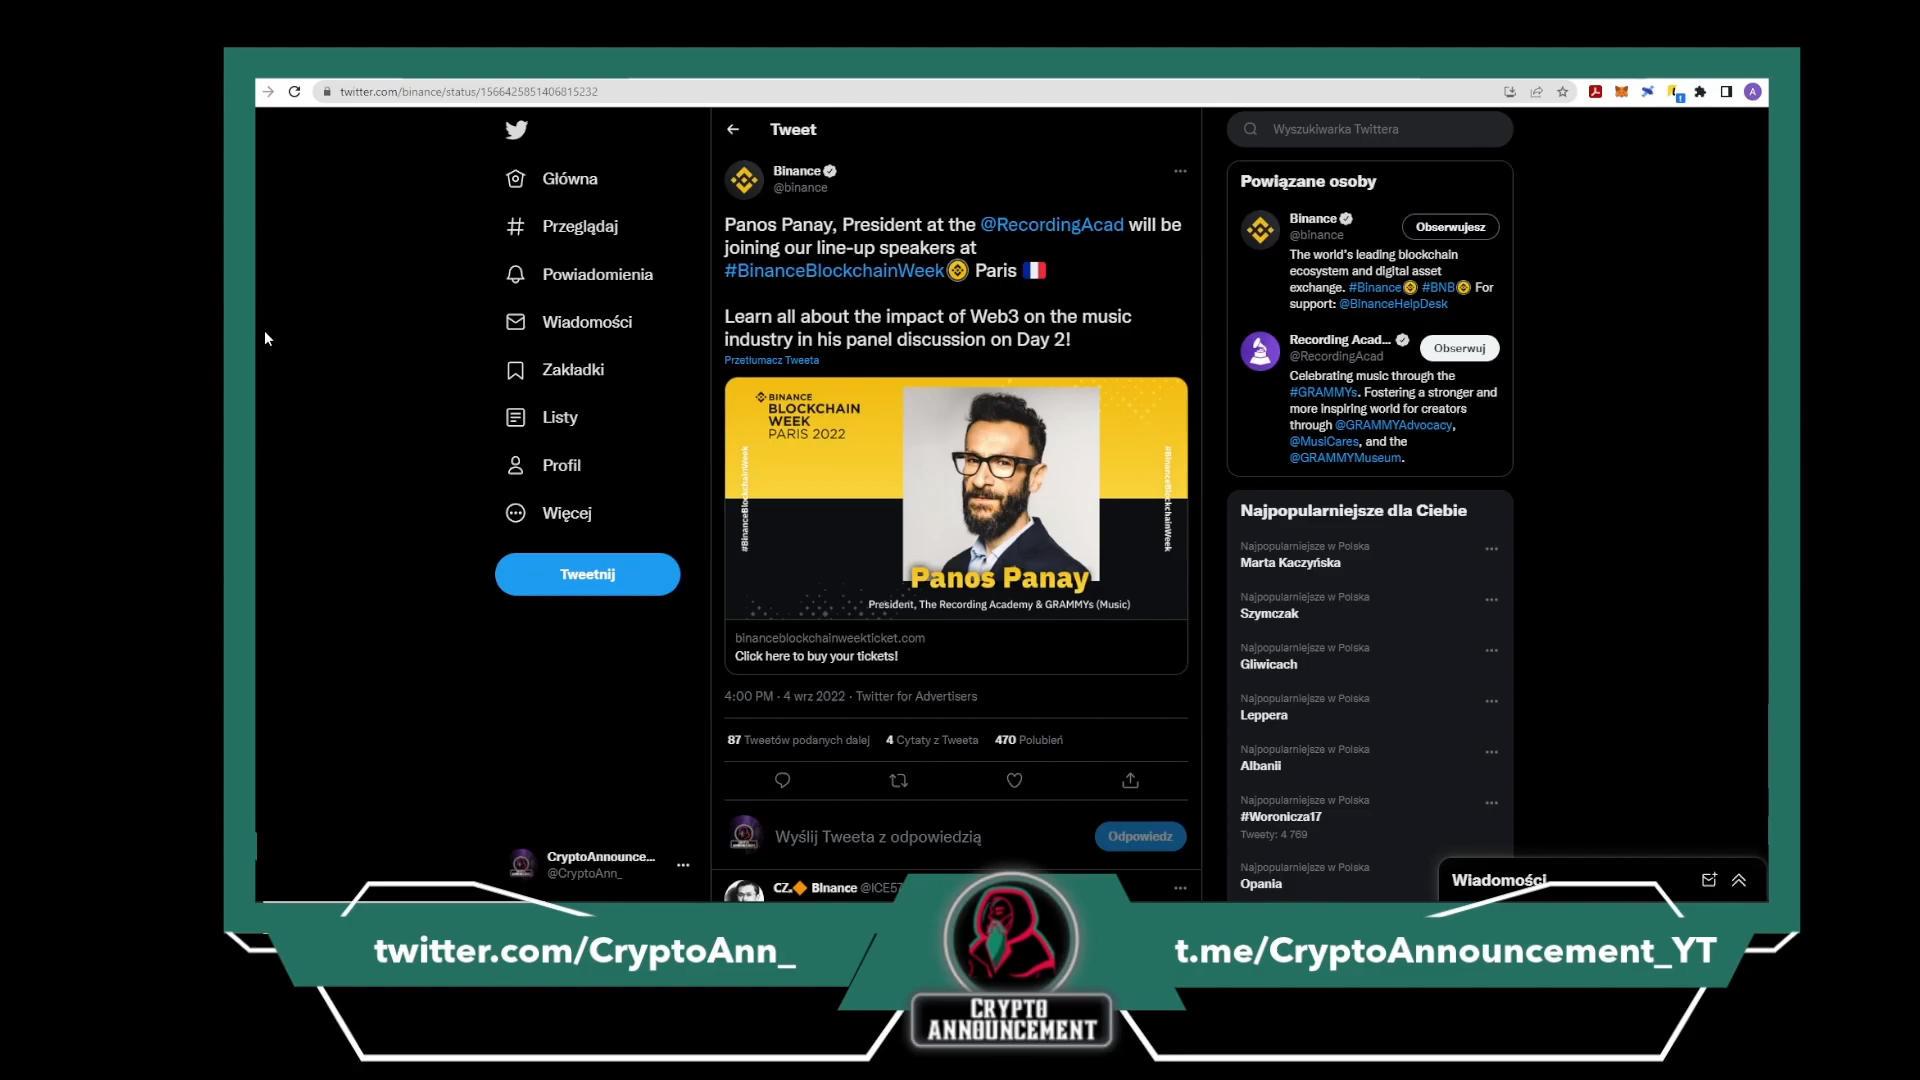 twitter.com/binance/status/1566425851406815232
A
Główna
Przeglądaj
Powiadomienia
Wiadomości
Zakładki
Listy
Profil
Więcej
Tweetnij
CryptoAnnounce...
@CryptoAnn_
Tweet
Binance
@binance
Panos Panay, President at the @RecordingAcad will be
joining our line-up speakers at
#BinanceBlockchainWeek Paris
Learn all about the impact of Web3 on the music
industry in his panel discussion on Day 2!
Przetłumacz Tweeta
BINANCE
BLOCKCHAIN
WEEK
PARIS 2022
#BinanceBlockchainWeek
#BinanceBlockchainWeek
Panos Panay
President, The Recording Academy & GRAMMYs (Music)
binanceblockchainweekticket.com
Click here to buy your tickets!
4:00 PM · 4 wrz 2022 · Twitter for Advertisers
87 Tweetów podanych dalej 4 Cytaty z Tweeta 470 Polubień
Wyślij Tweeta z odpowiedzią
Odpowiedz
CZ. Binance
Wyszukiwarka Twittera
Powiązane osoby
Binance
@binance
Obserwujesz
The world's leading blockchain
ecosystem and digital asset
exchange. #Binance #BNB For
support: @BinanceHelpDesk
Recording Acad...
@RecordingAcad
Obserwuj
Celebrating music through the
#GRAMMYs. Fostering a stronger and
more inspiring world for creators
through @GRAMMYAdvocacy,
@MusiCares, and the
@GRAMMYMuseum.
Najpopularniejsze dla Ciebie
Najpopularniejsze w Polska
Marta Kaczyńska
Najpopularniejsze w Polska
Szymczak
Najpopularniejsze w Polska
Gliwicach
Najpopularniejsze w Polska
Leppera
Najpopularniejsze w Polska
Albanii
Najpopularniejsze w Polska
#Woronicza17
Tweety: 4 769
Najpopularniejsze w Polska
Opania
Wiadomości
twitter.com/CryptoAnn_
CRYPTO
ANNOUNCEMENT
t.me/CryptoAnnouncement_YT